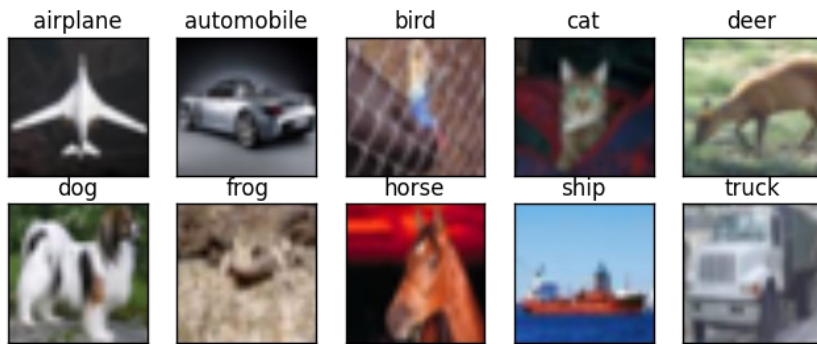 airplane automobile bird cat deer
dog frog horse ship truck